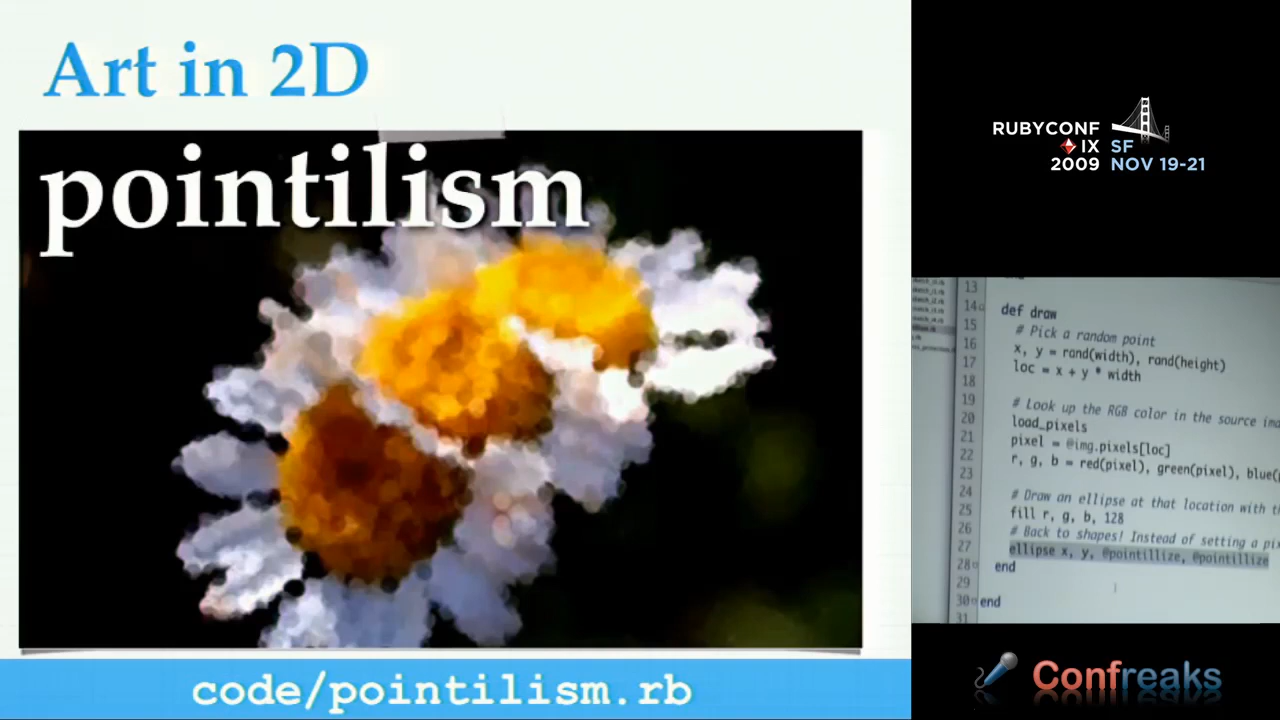 Art in 2D
pointilism
code/pointilism.rb
RUBYCONF
IX SF
2009 NOV 19-21
13
14 def draw
15 # Pick a random point
16 x, y = rand(width), rand(height)
17 loc = x + y * width
18
19 # Look up the RGB color in the source
20 load_pixels
21 pixel = @img.pixels[loc]
22 r, g, b = red(pixel), green(pixel),
23
24 # Draw an ellipse at that location with
25 fill r, g, b, 128
26 # Back to shapes! Instead of setting a
27 ellipse x, y, @pointillize, @pointillize
28 end
29
30 end
31
Confreaks